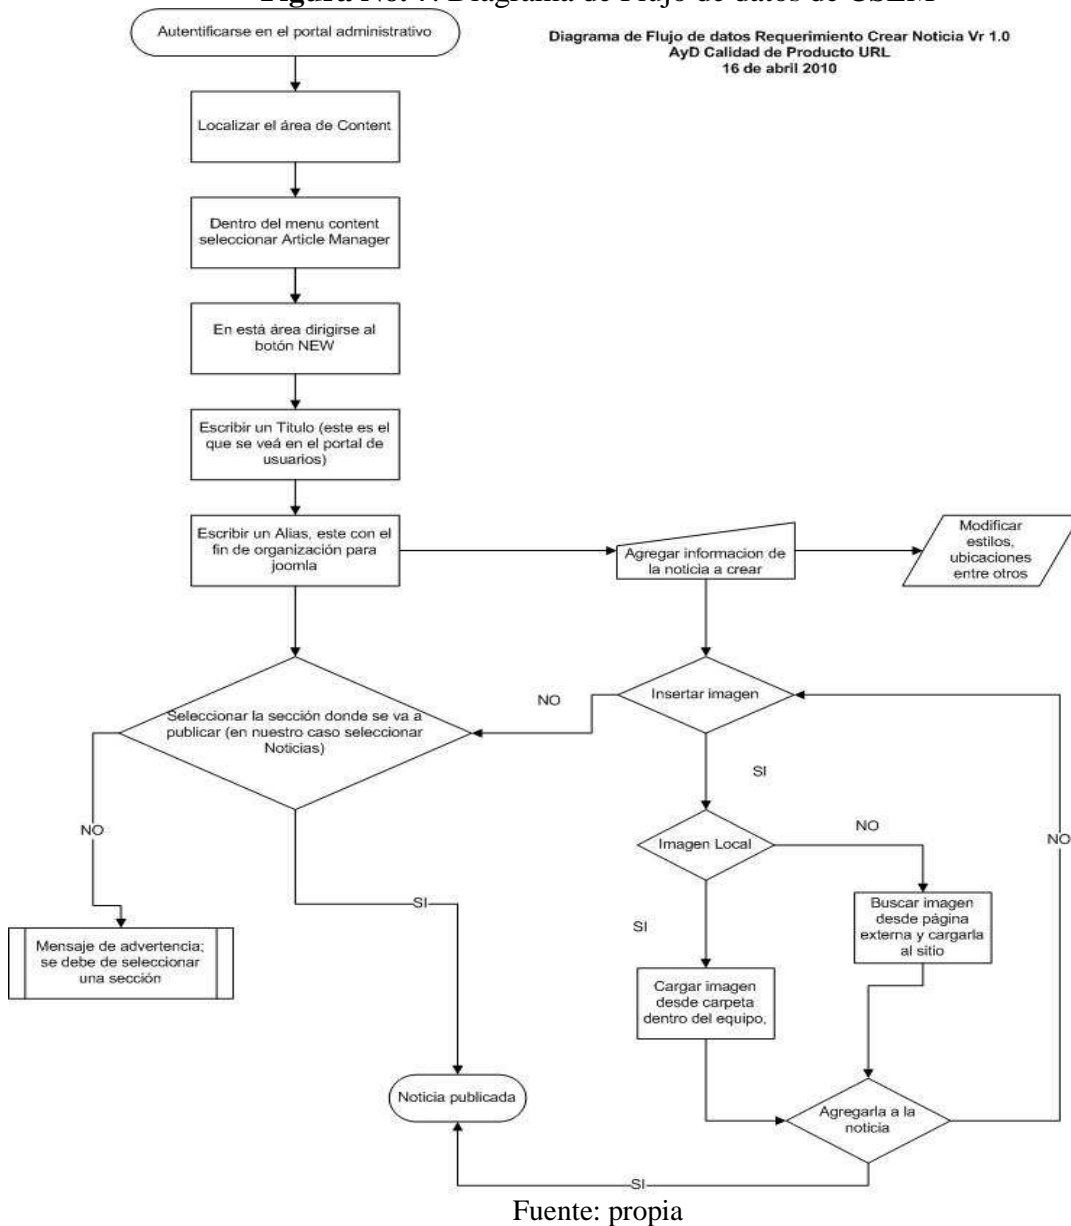 Figura No. 7. Diagrama de Flujo de datos de CSEM
Autentificarse en el portal administrativo
Diagrama de Flujo de datos Requerimiento Crear Noticia Vr 1.0
AyD Calidad de Producto URL
16 de abril 2010
Localizar el área de Content
Dentro del menu content
seleccionar Article Manager
En está área dirigirse al
botón NEW
Escribir un Titulo (este es el
que se veá en el portal de
usuarios)
Escribir un Alias, este con el
fin de organización para
joomla
Agregar informacion de
la noticia a crear
Modificar
estilos,
ubicaciones
entre otros
Insertar imagen
NO
Seleccionar la sección donde se va a
publicar (en nuestro caso seleccionar
Noticias)
SI
NO
Imagen Local
NO
NO
Buscar imagen
desde página
externa y cargarla
al sitio
SI
SI
Mensaje de advertencia;
se debe de seleccionar
una sección
Cargar imagen
desde carpeta
dentro del equipo,
Noticia publicada
Agregarla a la
noticia
SI
Fuente: propia